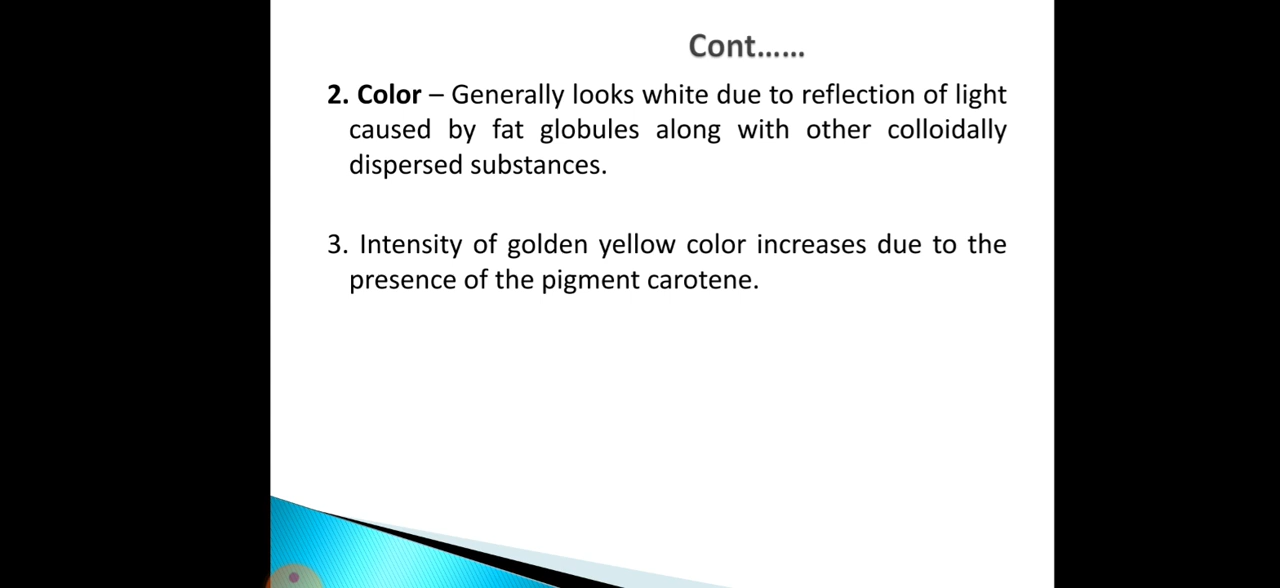 Cont......
2. Color – Generally looks white due to reflection of light
caused by fat globules along with other colloidally
dispersed substances.
3. Intensity of golden yellow color increases due to the
presence of the pigment carotene.